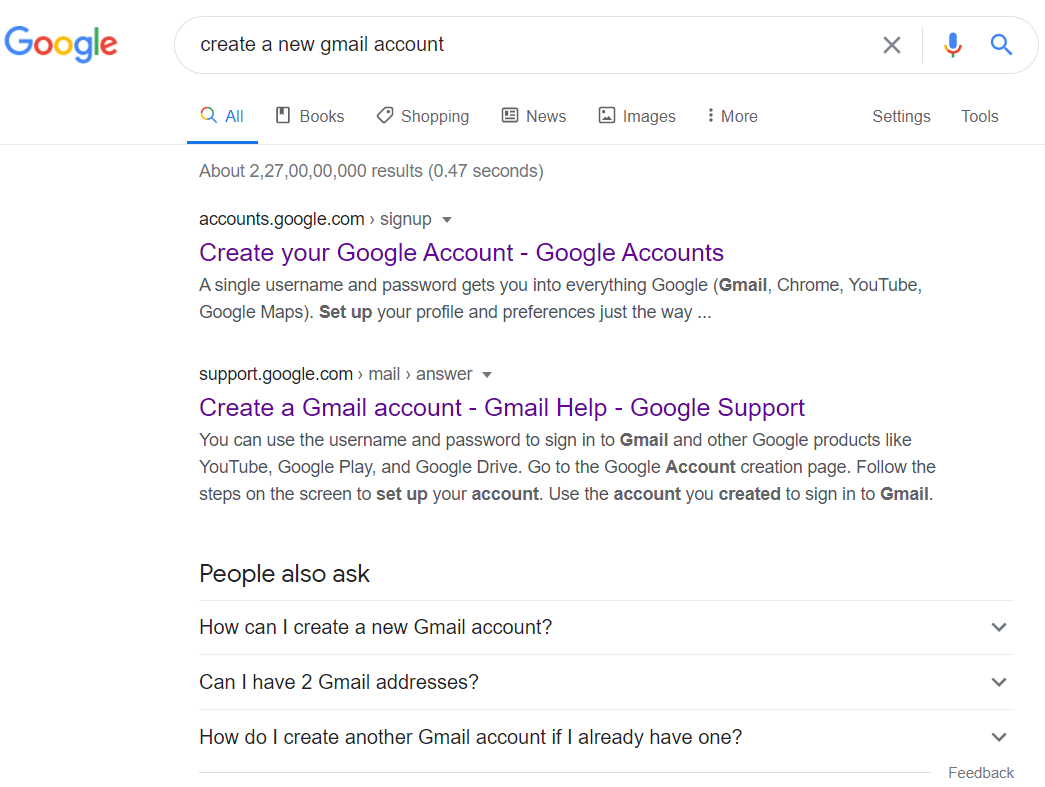 Google
create a new gmail account
All Books Shopping News Images More Settings Tools
About 2,27,00,00,000 results (0.47 seconds)
accounts.google.com › signup
Create your Google Account - Google Accounts
A single username and password gets you into everything Google (Gmail, Chrome, YouTube,
Google Maps). Set up your profile and preferences just the way ...
support.google.com › mail › answer
Create a Gmail account - Gmail Help - Google Support
You can use the username and password to sign in to Gmail and other Google products like
YouTube, Google Play, and Google Drive. Go to the Google Account creation page. Follow the
steps on the screen to set up your account. Use the account you created to sign in to Gmail.
People also ask
How can I create a new Gmail account?
Can I have 2 Gmail addresses?
How do I create another Gmail account if I already have one?
Feedback